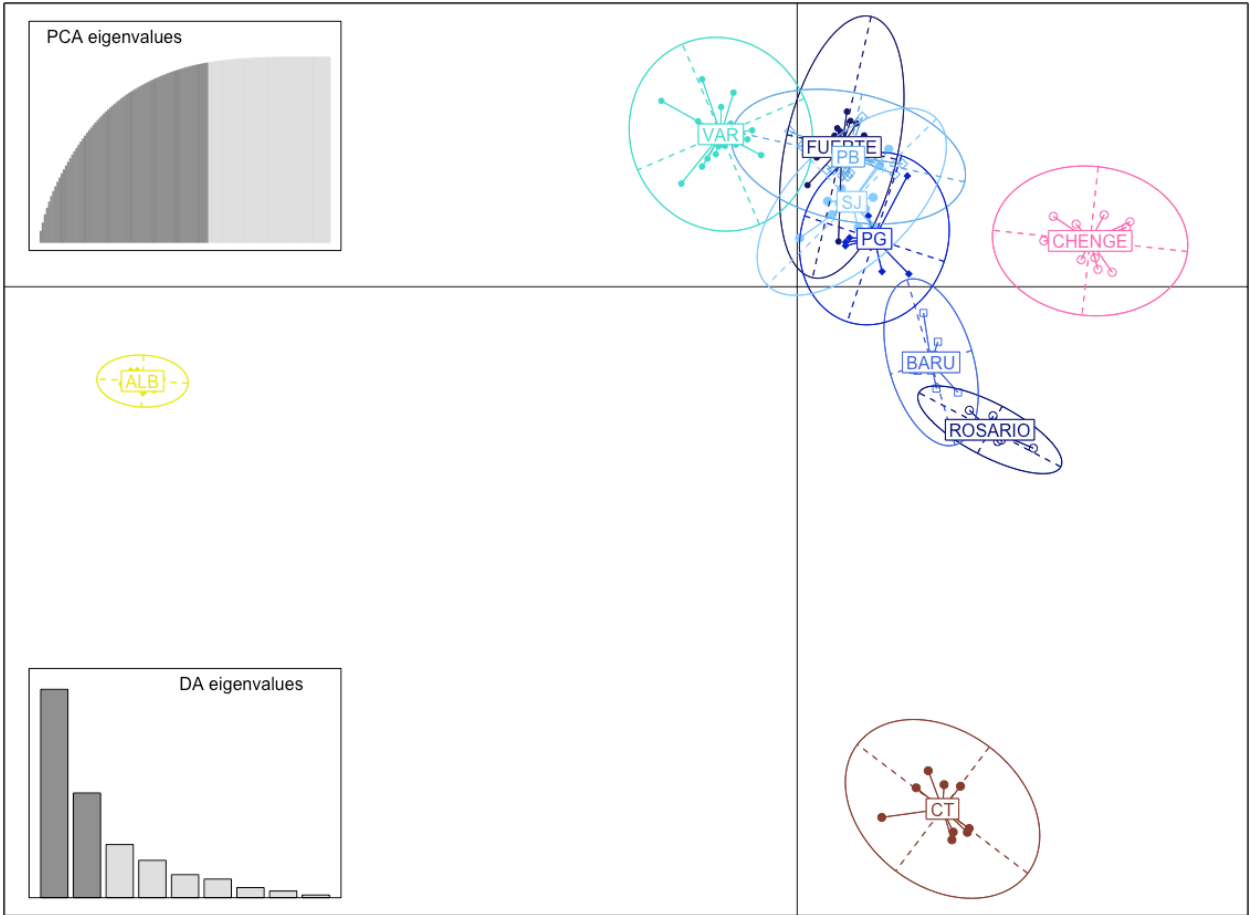 PCA eigenvalues
VAR
FUERTE
PB
SJ
PG
CHENGE
BARU
ALB
ROSARIO
DA eigenvalues
CT